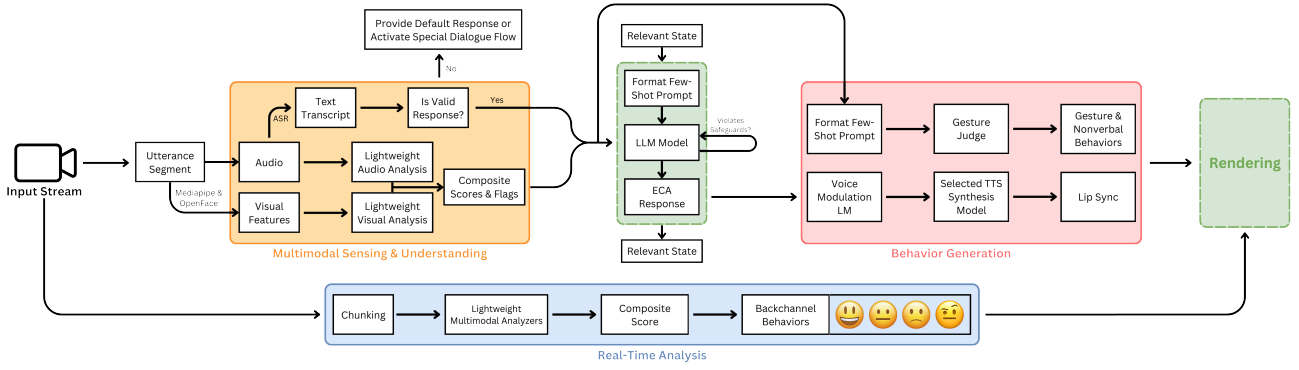 Provide Default Response or
Activate Special Dialogue Flow
No
Input Stream
Utterance
Segment
Mediapipe &
OpenFace
ASR
Text
Transcript
Is Valid
Response?
Yes
Audio
Lightweight
Audio Analysis
Visual
Features
Lightweight
Visual Analysis
Composite
Scores & Flags
Multimodal Sensing & Understanding
Relevant State
Format Few-
Shot Prompt
LLM Model
Violates
Safeguards?
ECA
Response
Relevant State
Format Few-
Shot Prompt
Gesture
Judge
Gesture &
Nonverbal
Behaviors
Voice
Modulation
LM
Selected TTS
Synthesis
Model
Lip Sync
Behavior Generation
Rendering
Chunking
Lightweight
Multimodal Analyzers
Composite
Score
Backchannel
Behaviors
Real-Time Analysis